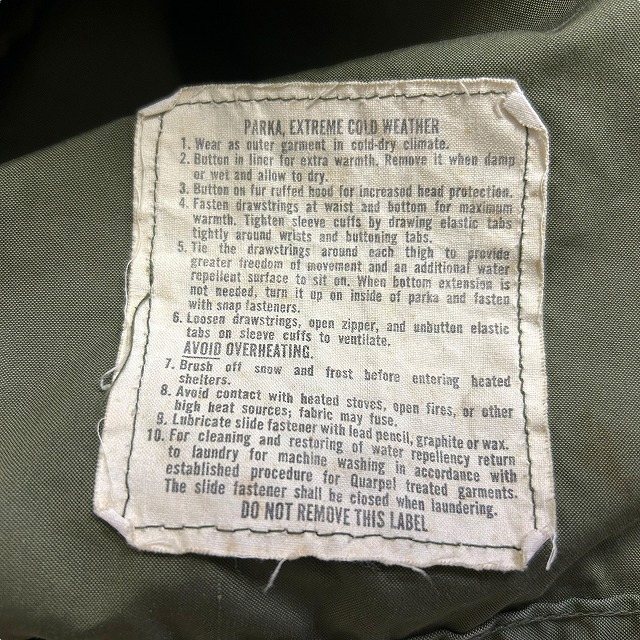 PARKA, EXTREME COLD WEATHER
1. Wear as outer garment in cold-dry climate.
2. Button in liner for extra warmth. Remove it when damp
or wet and allow to dry.
3. Button on fur ruffed hood for increased head protection.
4. Fasten drawstrings at waist and bottom for maximum
warmth. Tighten sleeve cuffs by drawing elastic tabs
tightly around wrists and buttoning tabs.
5. Tie the drawstrings around each thigh to provide
greater freedom of movement and an additional water
repellent surface to sit on. When bottom extension is
not needed, turn it up on inside of parka and fasten
with snap fasteners.
6. Loosen drawstrings, open zipper, and unbutton elastic
tabs on sleeve cuffs to ventilate.
AVOID OVERHEATING.
7. Brush off snow and frost before entering heated
shelters.
8. Avoid contact with heated stoves, open fires, or other
high heat sources; fabric may fuse.
9. Lubricate slide fastener with lead pencil, graphite or wax.
10. For cleaning and restoring of water repellency return
to laundry for machine washing in accordance with
established procedure for Quarpel treated garments.
The slide fastener shall be closed when laundering.
DO NOT REMOVE THIS LABEL